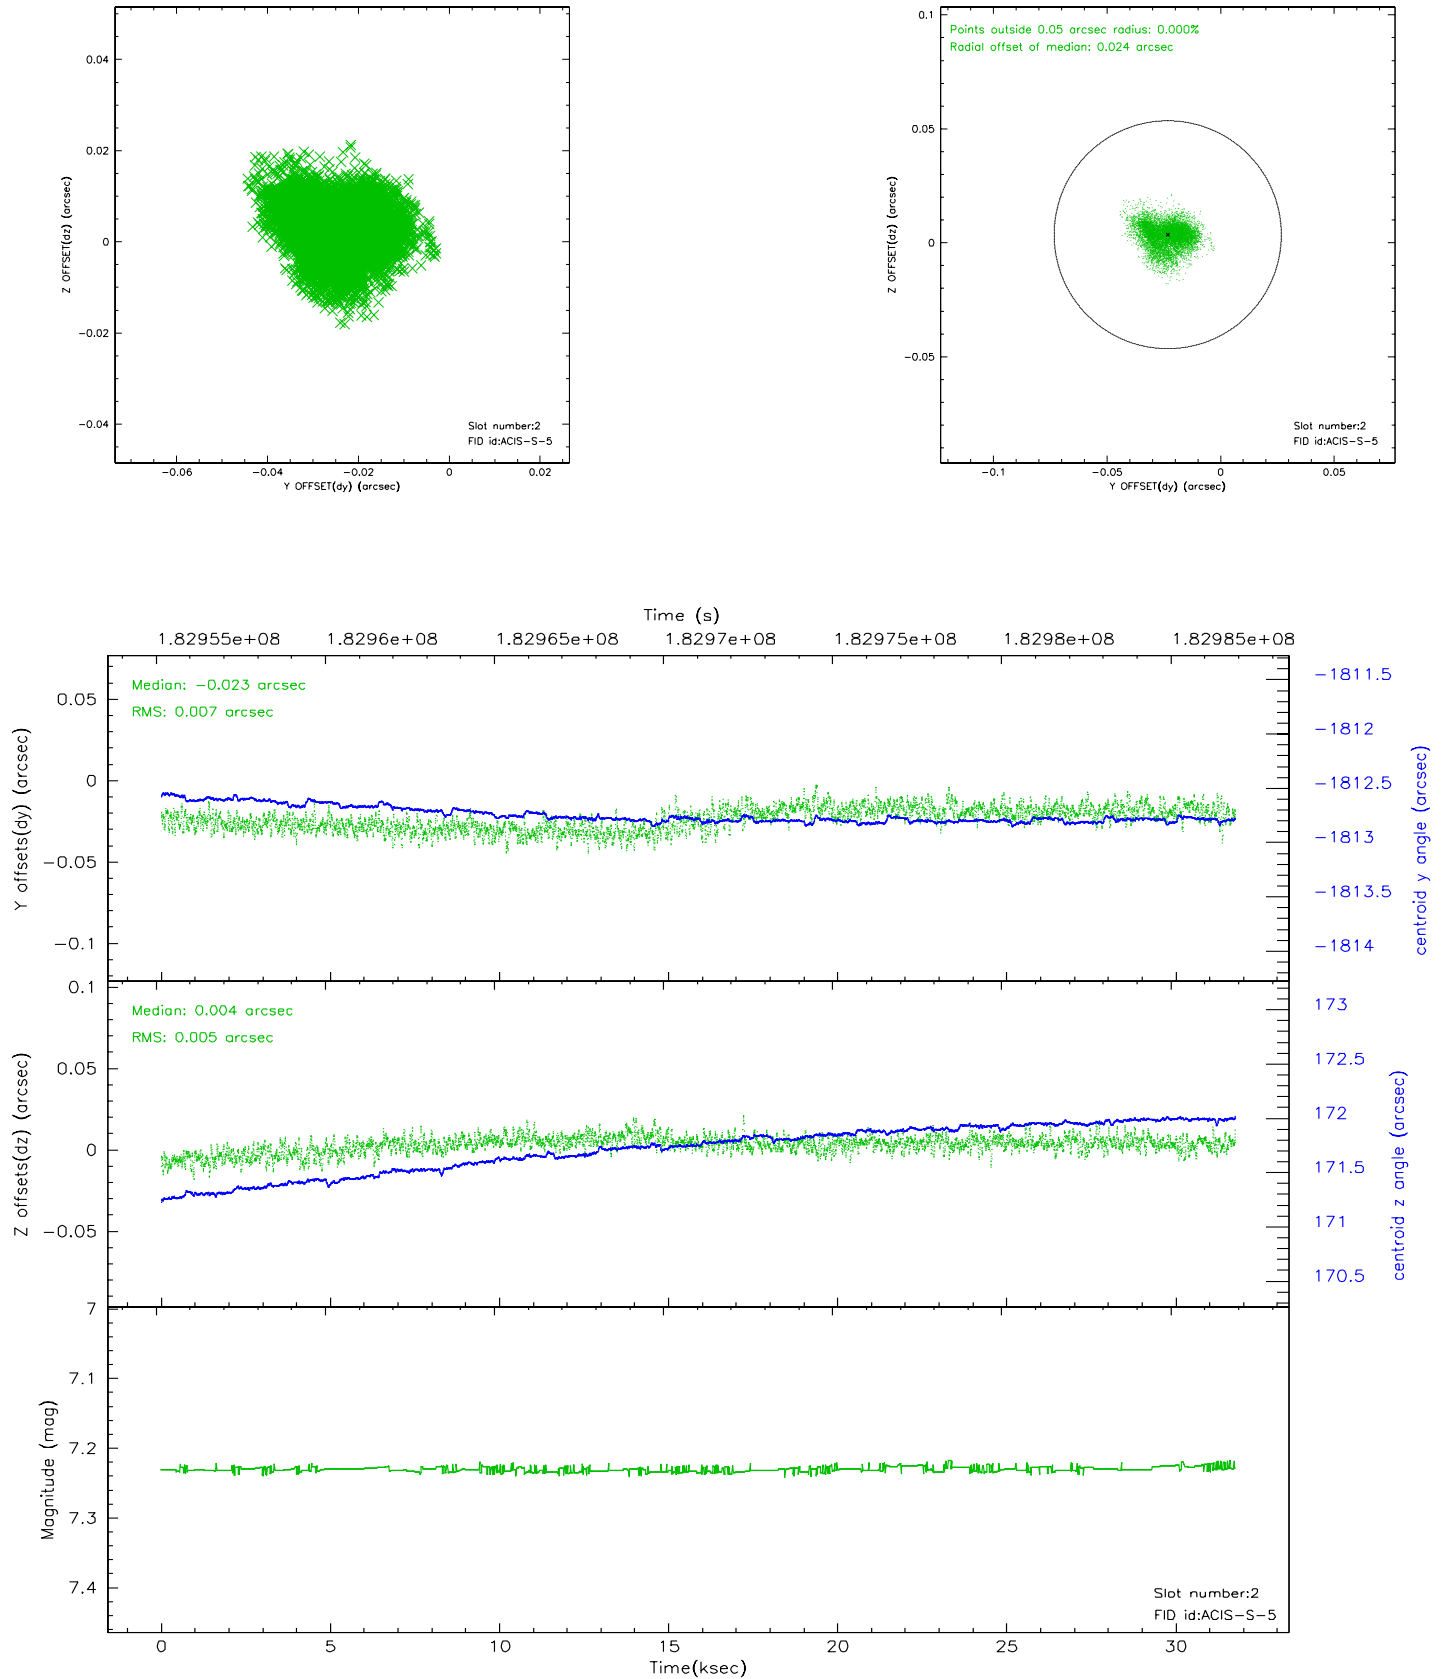 0.04
0.02
0
−0.02
−0.04
Z OFFSET(dz) (arcsec)
Slot number:2
FID id:ACIS−S−5
−0.06
−0.04
−0.02
0
0.02
Y OFFSET(dy) (arcsec)
0.1
0.05
0
−0.05
Z OFFSET(dz) (arcsec)
Points outside 0.05 arcsec radius: 0.000%
Radial offset of median: 0.024 arcsec
Slot number:2
FID id:ACIS−S−5
−0.1
−0.05
0
0.05
Y OFFSET(dy) (arcsec)
Time (s)
1.82955e+08
1.8296e+08
1.82965e+08
1.8297e+08
1.82975e+08
1.8298e+08
1.82985e+08
Median: −0.023 arcsec
RMS: 0.007 arcsec
0.05
0
−0.05
−0.1
Y offsets(dy) (arcsec)
−1811.5
−1812
−1812.5
−1813
−1813.5
−1814
centroid y angle (arcsec)
Median: 0.004 arcsec
RMS: 0.005 arcsec
0.1
0.05
0
−0.05
Z offsets(dz) (arcsec)
173
172.5
172
171.5
171
170.5
centroid z angle (arcsec)
7
7.1
7.2
7.3
7.4
Magnitude (mag)
Slot number:2
FID id:ACIS−S−5
0
5
10
15
20
25
30
Time(ksec)